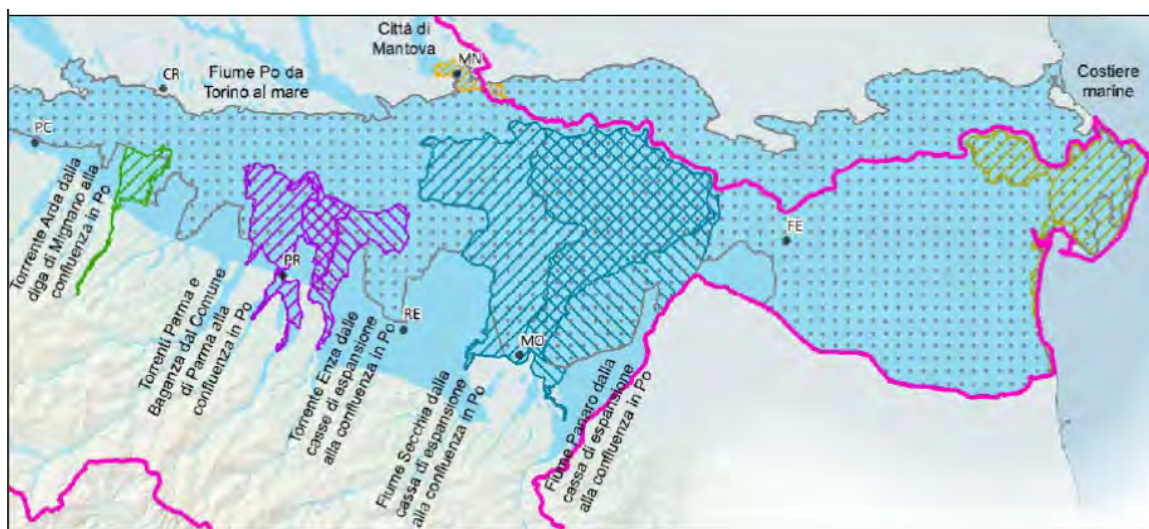 Città di
Mantova
MN
CR
Fiume Po da
Torino al mare
Costiere
marine
PC
Torrrente Arda dalla
diga di Mignano alla
confluenza in Po
PR
Torrenti Parma e
Baganza dal Comune
di Parma alla
confluenza in Po
RE
Torrente Enza dalle
casse di espansione
alla confluenza in Po
MO
Fiume Secchia dalla
cassa di espansione
alla confluenza in Po
Fiume Panaro dalla
cassa di espansione
alla confluenza in Po
FE